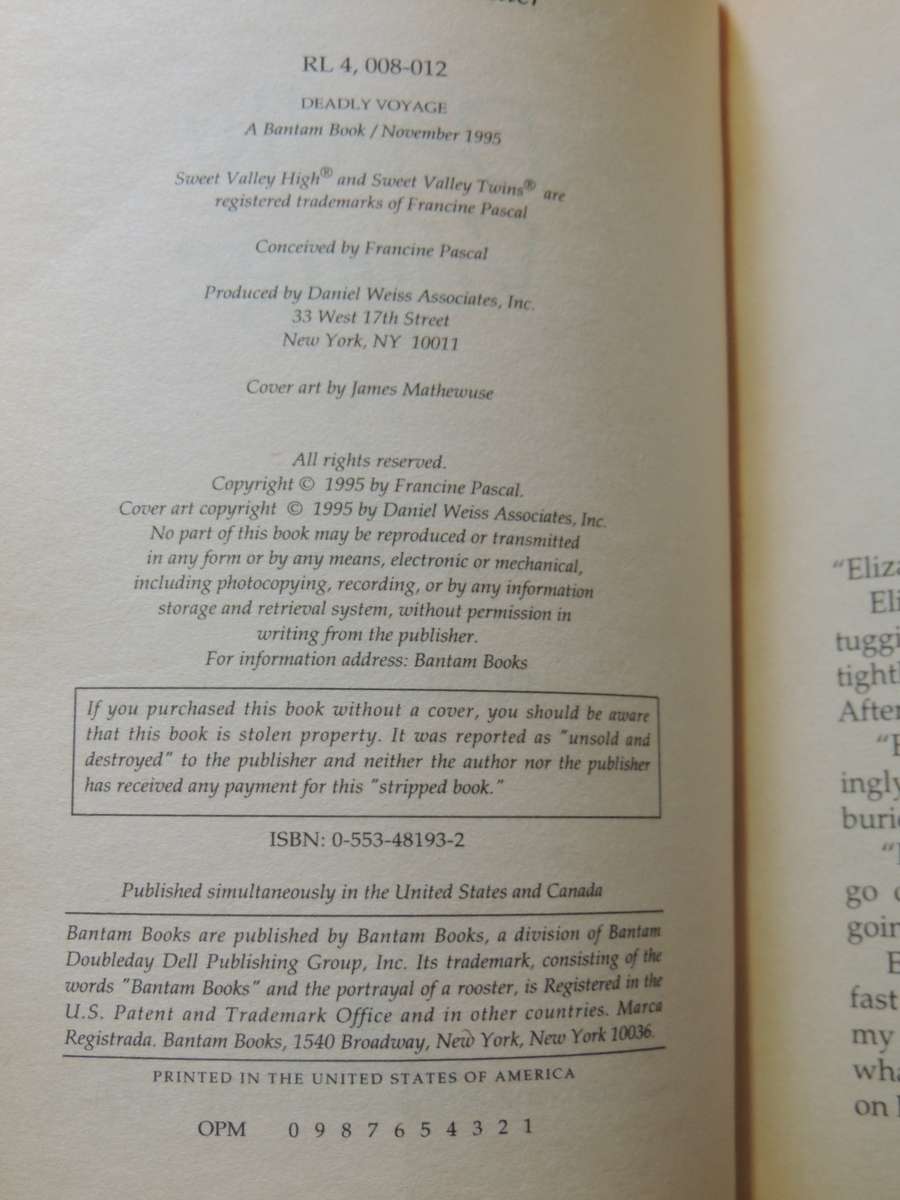 RL 4, 008-012
DEADLY VOYAGE
A Bantam Book / November 1995
Sweet Valley High® and Sweet Valley Twins® are
registered trademarks of Francine Pascal
Conceived by Francine Pascal
Produced by Daniel Weiss Associates, Inc.
33 West 17th Street
New York, NY 10011
Cover art by James Mathewuse
All rights reserved.
Copyright © 1995 by Francine Pascal.
Cover art copyright © 1995 by Daniel Weiss Associates, Inc.
No part of this book may be reproduced or transmitted
in any form or by any means, electronic or mechanical,
including photocopying, recording, or by any information
storage and retrieval system, without permission in
writing from the publisher.
For information address: Bantam Books
If you purchased this book without a cover, you should be aware
that this book is stolen property. It was reported as "unsold and
destroyed" to the publisher and neither the author nor the publisher
has received any payment for this "stripped book."
ISBN: 0-553-48193-2
Published simultaneously in the United States and Canada
Bantam Books are published by Bantam Books, a division of Bantam
Doubleday Dell Publishing Group, Inc. Its trademark, consisting of the
words "Bantam Books" and the portrayal of a rooster, is Registered in the
U.S. Patent and Trademark Office and in other countries. Marca
Registrada. Bantam Books, 1540 Broadway, New York, New York 10036.
PRINTED IN THE UNITED STATES OF AMERICA
OPM 0 9 8 7 6 5 4 3 2 1
"Eliza
Eli
tuggi
tightl
After
"E
ingly
buri
go
goin
E
fast
my
wha
on